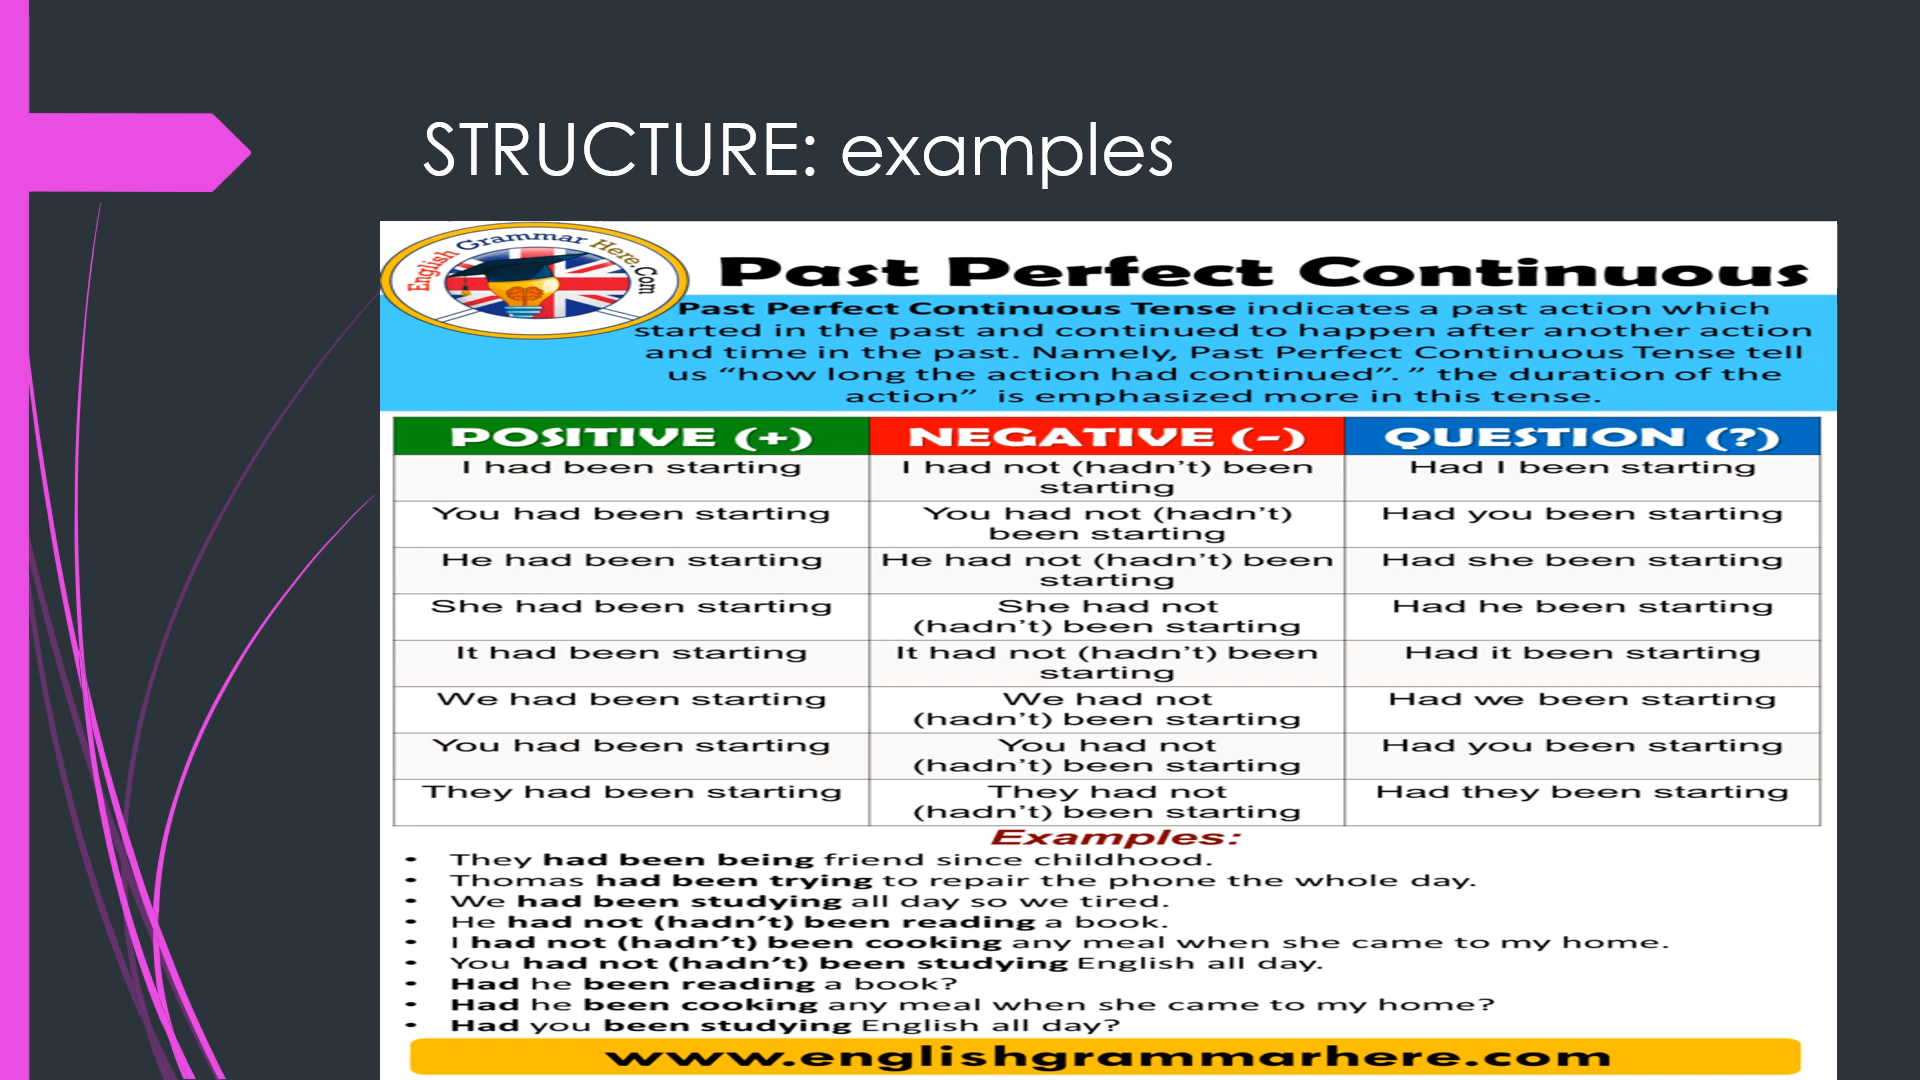 STRUCTURE: examples
English Grammar Here.Com
Past Perfect Continuous
Past Perfect Continuous Tense indicates a past action which
started in the past and continued to happen after another action
and time in the past. Namely, Past Perfect Continuous Tense tell
us “how long the action had continued”. ” the duration of the
action”  is emphasized more in this tense.
POSITIVE (+) NEGATIVE (-) QUESTION (?)
I had been starting
I had not (hadn’t) been
starting
Had I been starting
You had been starting
You had not (hadn’t)
been starting
Had you been starting
He had been starting
He had not (hadn’t) been
starting
Had she been starting
She had been starting
She had not
(hadn’t) been starting
Had he been starting
It had been starting
It had not (hadn’t) been
starting
Had it been starting
We had been starting
We had not
(hadn’t) been starting
Had we been starting
You had been starting
You had not
(hadn’t) been starting
Had you been starting
They had been starting
They had not
(hadn’t) been starting
Had they been starting
Examples:
• They had been being friend since childhood.
• Thomas had been trying to repair the phone the whole day.
• We had been studying all day so we tired.
• He had not (hadn’t) been reading a book.
• I had not (hadn’t) been cooking any meal when she came to my home.
• You had not (hadn’t) been studying English all day.
• Had he been reading a book?
• Had he been cooking any meal when she came to my home?
• Had you been studying English all day?
www.englishgrammarhere.com